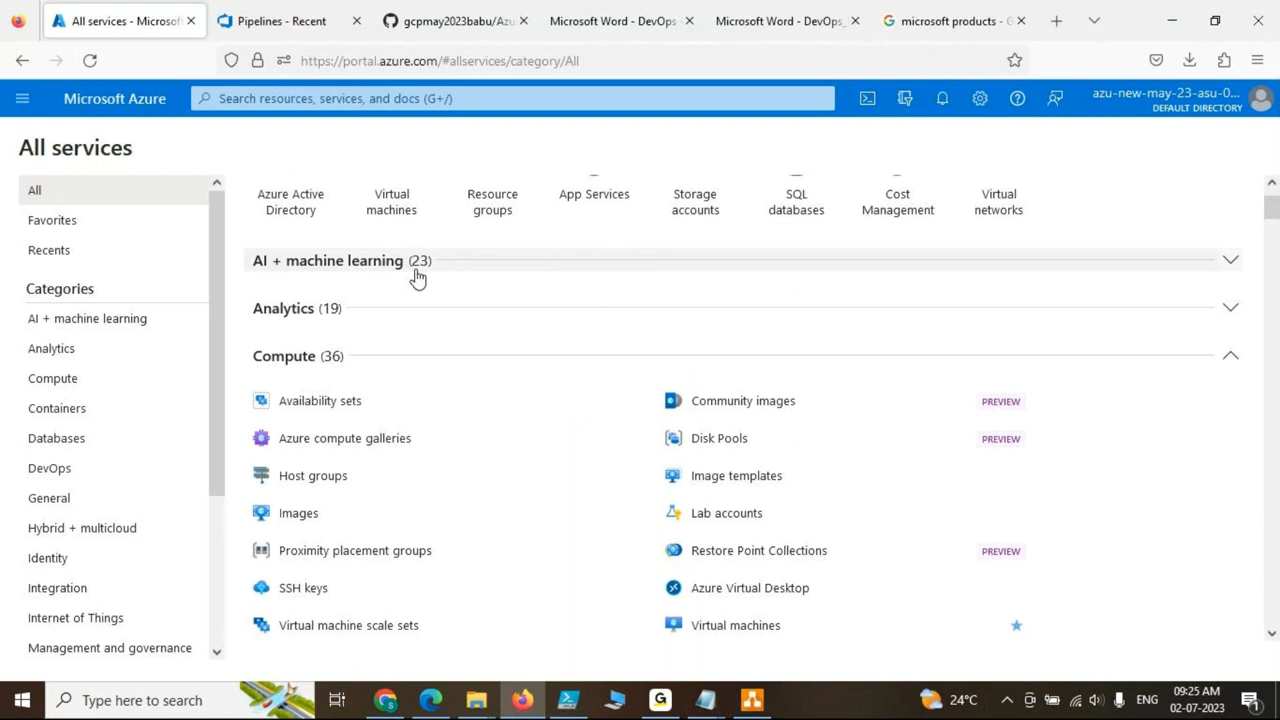 All services - Microsoft
Pipelines - Recent
gcpmay2023babu/Azu
Microsoft Word - DevOps -
Microsoft Word - DevOps_
microsoft products - G
https://portal.azure.com/#allservices/category/All
Microsoft Azure
Search resources, services, and docs (G+/)
azu-new-may-23-asu-0...
DEFAULT DIRECTORY
All services
All
Favorites
Recents
Categories
AI + machine learning
Analytics
Compute
Containers
Databases
DevOps
General
Hybrid + multicloud
Identity
Integration
Internet of Things
Management and governance
Azure Active
Directory
Virtual
machines
Resource
groups
App Services
Storage
accounts
SQL
databases
Cost
Management
Virtual
networks
AI + machine learning (23)
Analytics (19)
Compute (36)
Availability sets
Community images PREVIEW
Azure compute galleries
Disk Pools PREVIEW
Host groups
Image templates
Images
Lab accounts
Proximity placement groups
Restore Point Collections PREVIEW
SSH keys
Azure Virtual Desktop
Virtual machine scale sets
Virtual machines
Type here to search
24°C
ENG
09:25 AM
02-07-2023